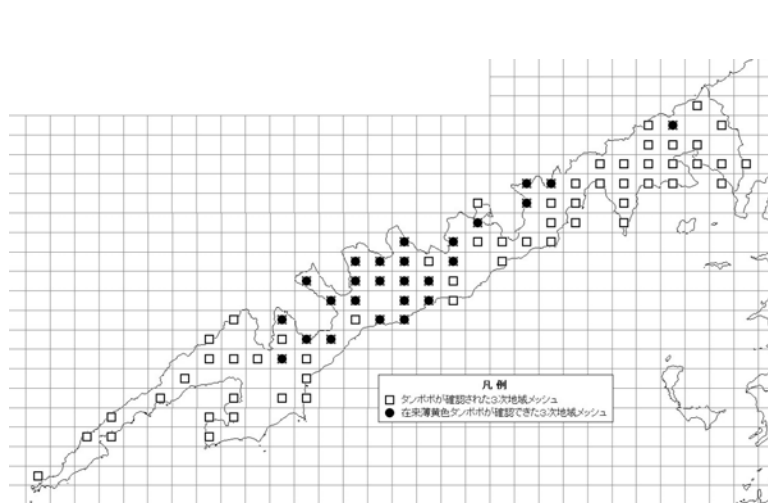 凡例
タンポポが確認された3次地域メッシュ
在来薄黄色タンポポが確認できた3次地域メッシュ